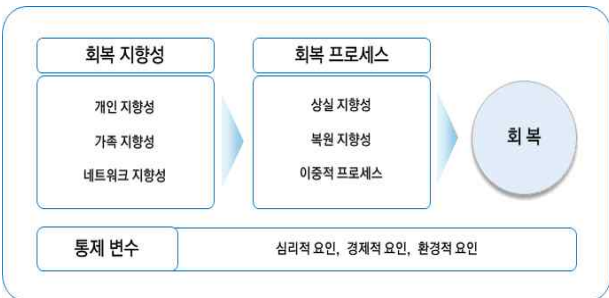 회복 지향성
개인 지향성
가족 지향성
네트워크 지향성
회복 프로세스
상실 지향성
복원 지향성
이중적 프로세스
회 복
통제 변수
심리적 요인, 경제적 요인, 환경적 요인